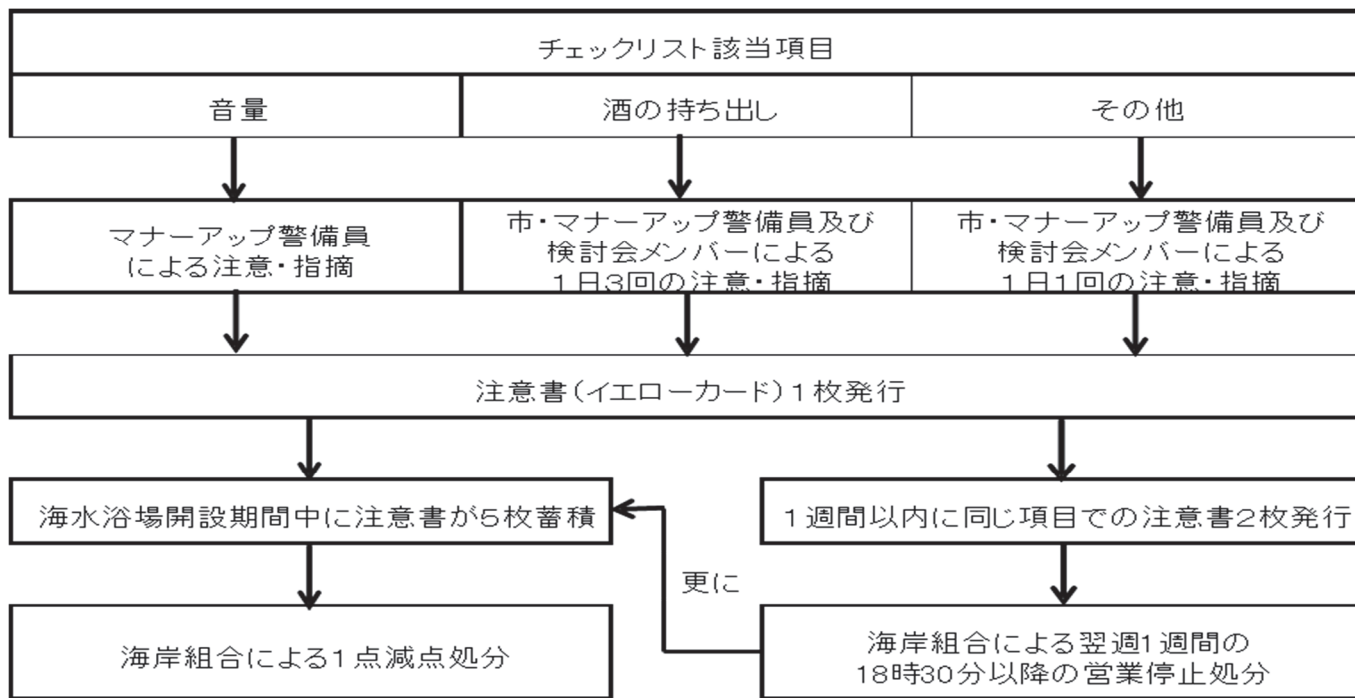 チェックリスト該当項目
音量
酒の持ち出し
その他
マナーアップ警備員
による注意・指摘
市・マナーアップ警備員及び
検討会メンバーによる
1日3回の注意・指摘
市・マナーアップ警備員及び
検討会メンバーによる
1日1回の注意・指摘
注意書(イエローカード)1枚発行
海水浴場開設期間中に注意書が5枚蓄積
1週間以内に同じ項目での注意書2枚発行
更に
海岸組合による1点減点処分
海岸組合による翌週1週間の
18時30分以降の営業停止処分